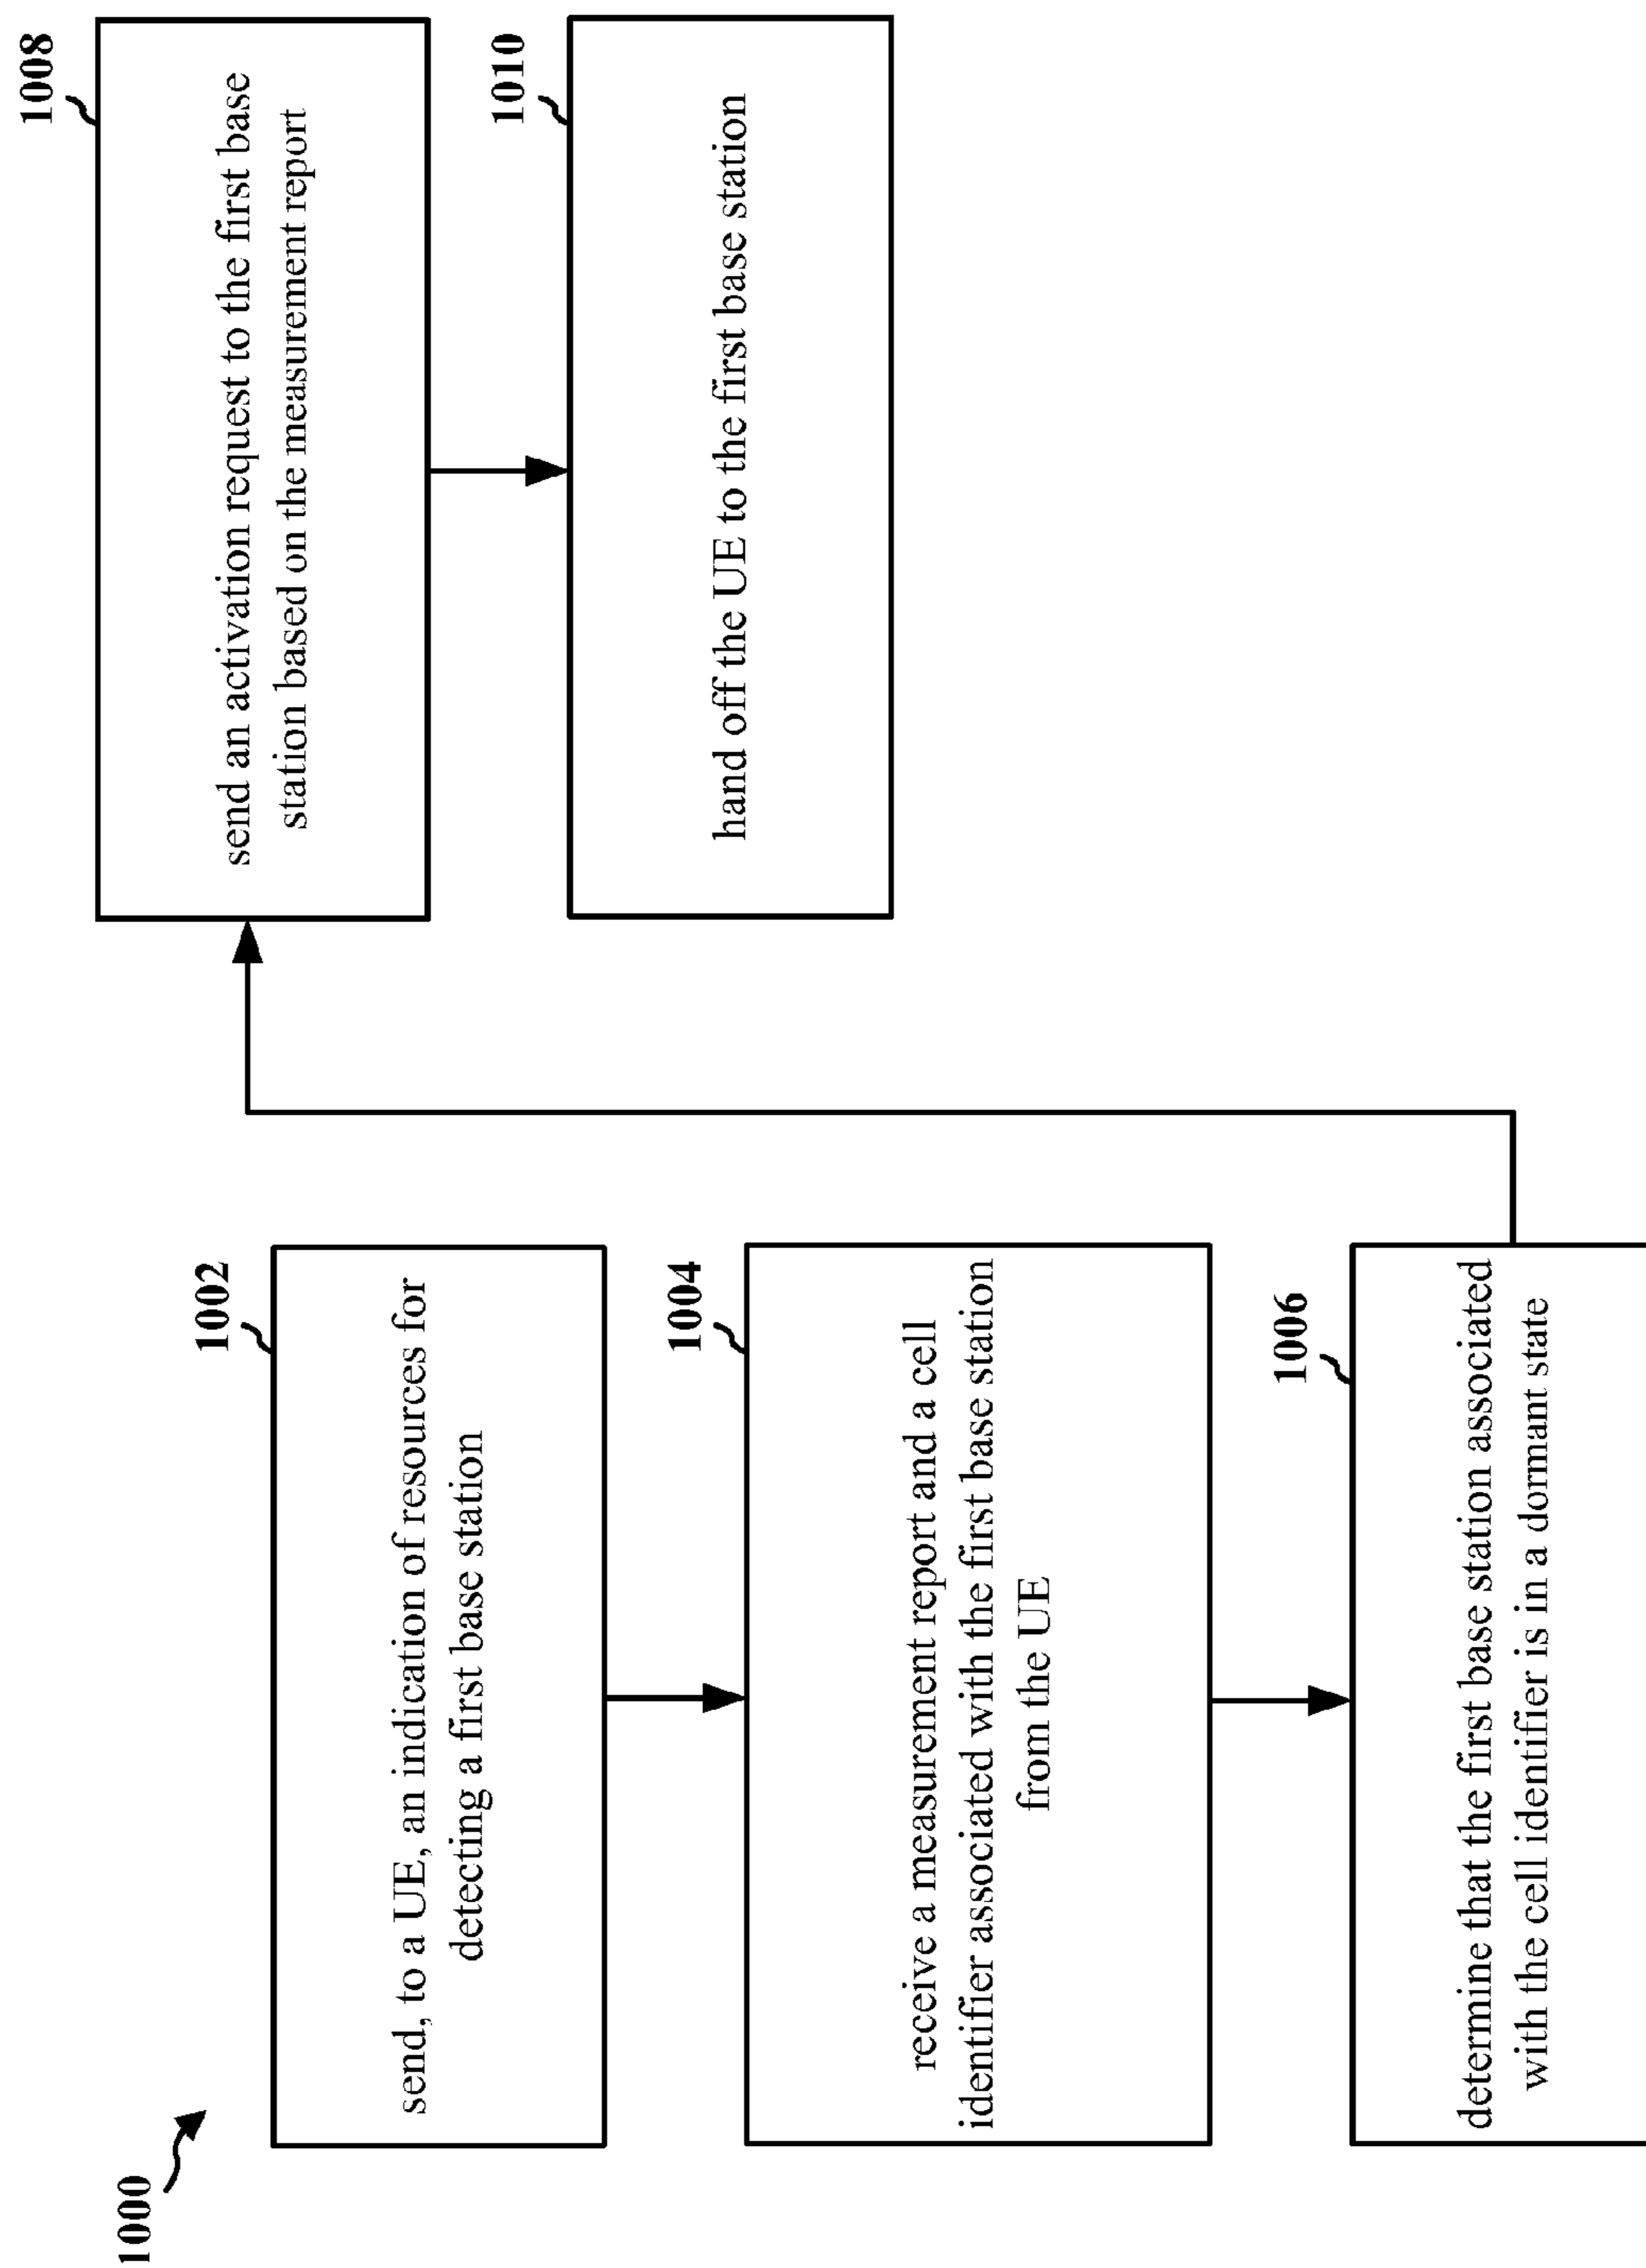 1000
1002
send, to a UE, an indication of resources for
detecting a first base station
1004
receive a measurement report and a cell
identifier associated with the first base station
from the UE
1006
determine that the first base station associated
with the cell identifier is in a dormant state
1008
send an activation request to the first base
station based on the measurement report
1010
hand off the UE to the first base station